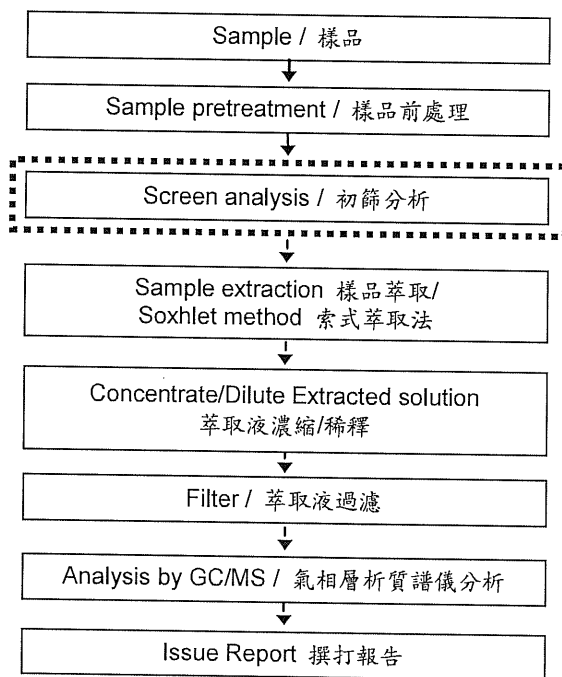 Sample / 樣品
Sample pretreatment / 樣品前處理
Screen analysis / 初篩分析
Sample extraction 樣品萃取/
Soxhlet method 索式萃取法
Concentrate/Dilute Extracted solution
萃取液濃縮/稀釋
Filter / 萃取液過濾
Analysis by GC/MS / 氣相層析質譜儀分析
Issue Report 撰打報告